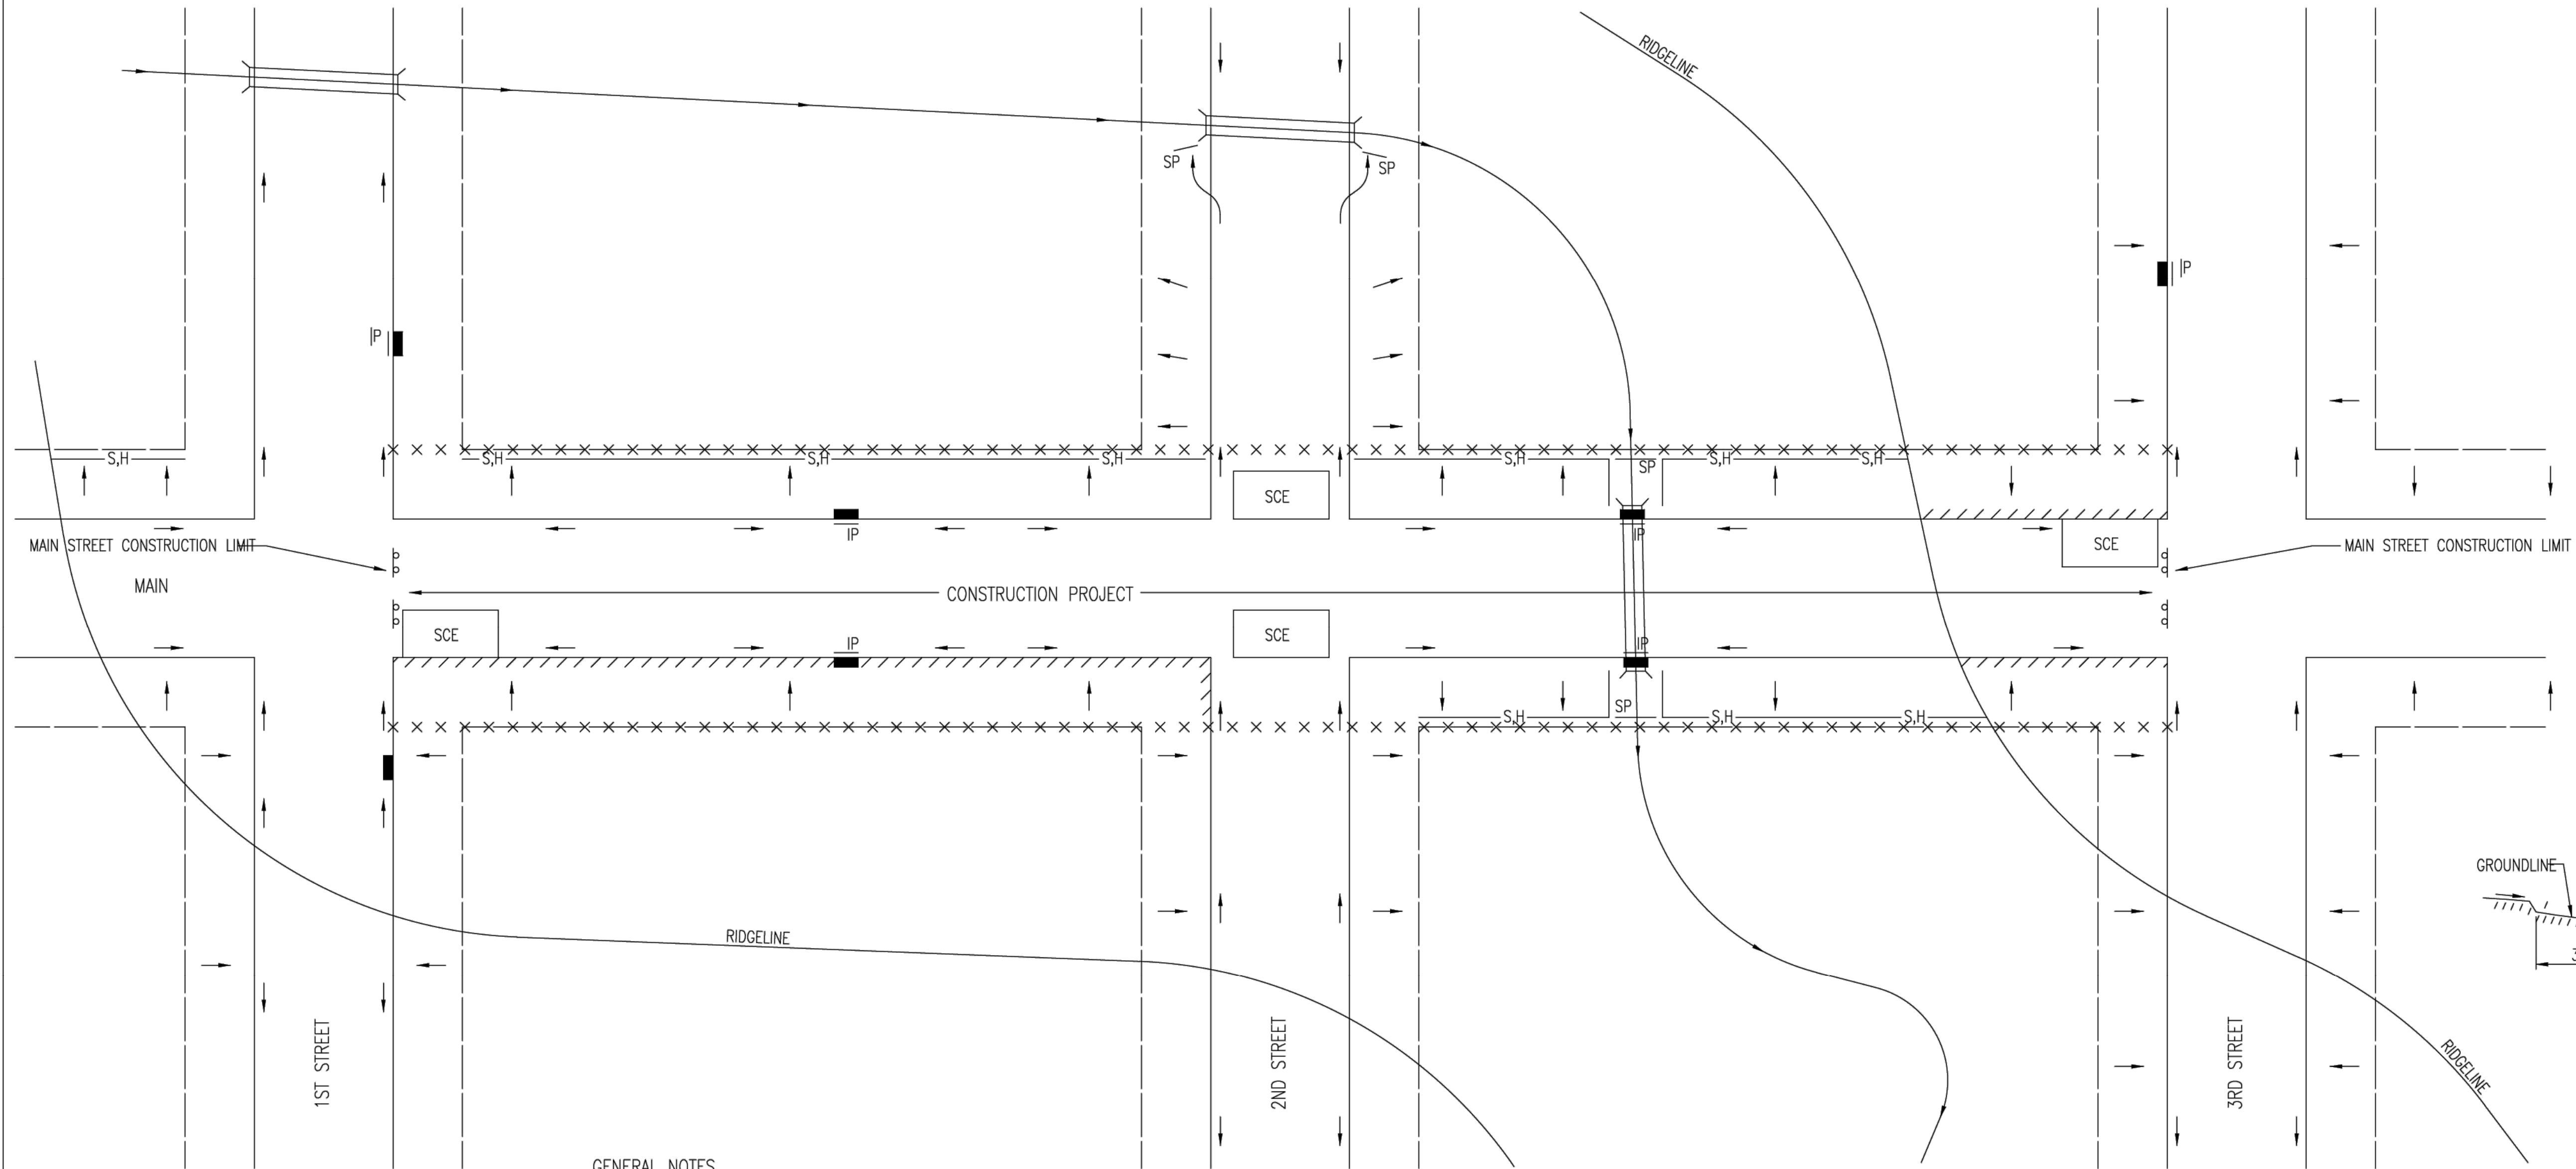 RIDGELINE
SP
SP
IP
IP
S,H
S,H
S,H
S,H
S,H
SP
S,H
S,H
SCE
IP
IP
MAIN STREET CONSTRUCTION LIMIT
SCE
MAIN STREET CONSTRUCTION LIMIT
MAIN
CONSTRUCTION PROJECT
SCE
SCE
IP
IP
SP
S,H
S,H
S,H
GROUNDLINE
RIDGELINE
3
1ST STREET
2ND STREET
3RD STREET
RIDGELINE
GENERAL NOTES